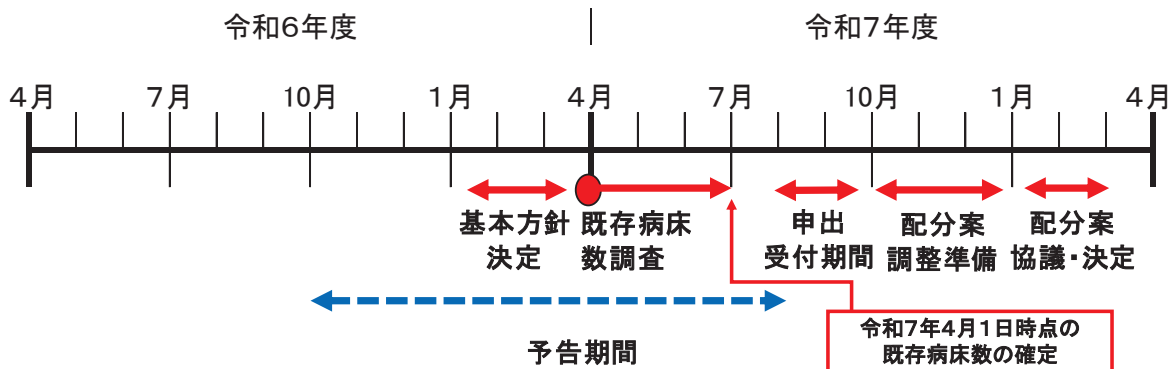 令和6年度
令和7年度
4月
7月
10月
1月
4月
7月
10月
1月
4月
基本方針
決定
既存病床
数調査
申出
受付期間
配分案
調整準備
配分案
協議・決定
予告期間
令和7年4月1日時点の
既存病床数の確定